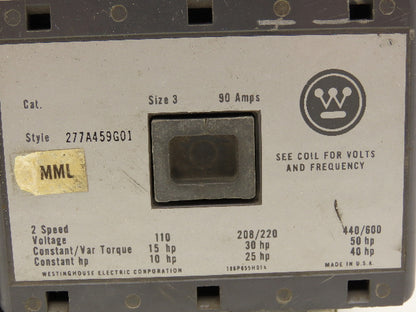 Cat.
Size 3 90 Amps
Style 277A459G01
MML
SEE COIL FOR VOLTS
AND FREQUENCY
2 Speed
Voltage 110 208/220 440/600
Constant/Var Torque 15 hp 30 hp 50 hp
Constant hp 10 hp 25 hp 40 hp
WESTINGHOUSE ELECTRIC CORPORATION MADE IN U.S.A.